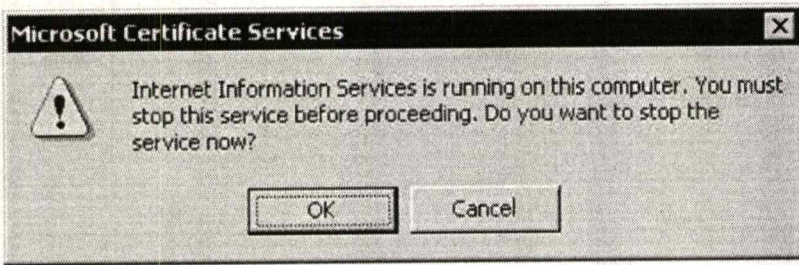 Microsoft Certificate Services
Internet Information Services is running on this computer. You must
stop this service before proceeding. Do you want to stop the
service now?
OK
Cancel